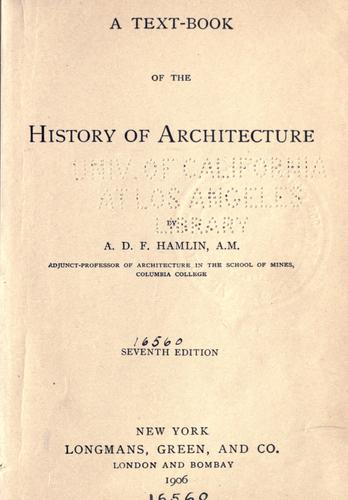 A TEXT-BOOK
OF THE
HISTORY OF ARCHITECTURE
UNIV. OF CALIFORNIA
AT LOS ANGELES
LIBRARY
BY
A. D. F. HAMLIN, A.M.
ADJUNCT-PROFESSOR OF ARCHITECTURE IN THE SCHOOL OF MINES,
COLUMBIA COLLEGE
16560
SEVENTH EDITION
NEW YORK
LONGMANS, GREEN, AND CO.
LONDON AND BOMBAY
1906
16560